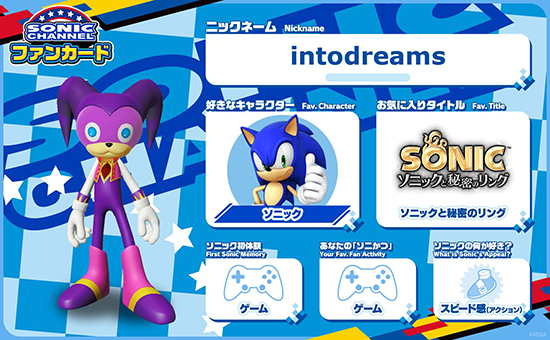 SONIC
CHANNEL
ファンカード
ニックネーム Nickname
intodreams
好きなキャラクター Fav. Character
お気に入りタイトル Fav. Title
SONIC
ソニックと秘密のリング
ソニック
ソニックと秘密のリング
ソニック初体験
First Sonic Memory
あなたの「ソニかつ」
Your Fav. Fan Activity
ソニックの何が好き？
What is Sonic's Appeal?
ゲーム
ゲーム
スピード感(アクション)
©SEGA